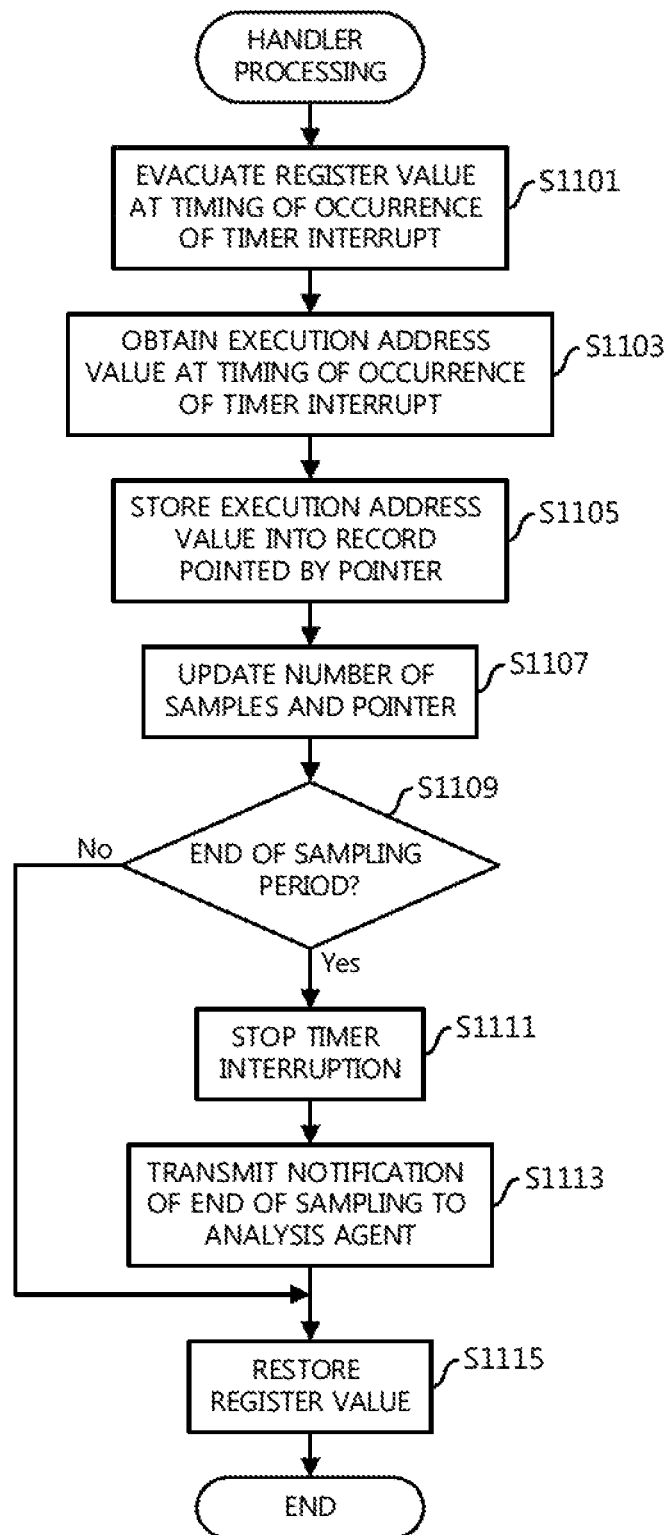 HANDLER
PROCESSING
EVACUATE REGISTER VALUE
AT TIMING OF OCCURRENCE
OF TIMER INTERRUPT
S1101
OBTAIN EXECUTION ADDRESS
VALUE AT TIMING OF OCCURRENCE
OF TIMER INTERRUPT
S1103
STORE EXECUTION ADDRESS
VALUE INTO RECORD
POINTED BY POINTER
S1105
UPDATE NUMBER OF
SAMPLES AND POINTER
S1107
END OF SAMPLING
PERIOD?
S1109
No
Yes
STOP TIMER
INTERRUPTION
S1111
TRANSMIT NOTIFICATION
OF END OF SAMPLING TO
ANALYSIS AGENT
S1113
RESTORE
REGISTER VALUE
S1115
END